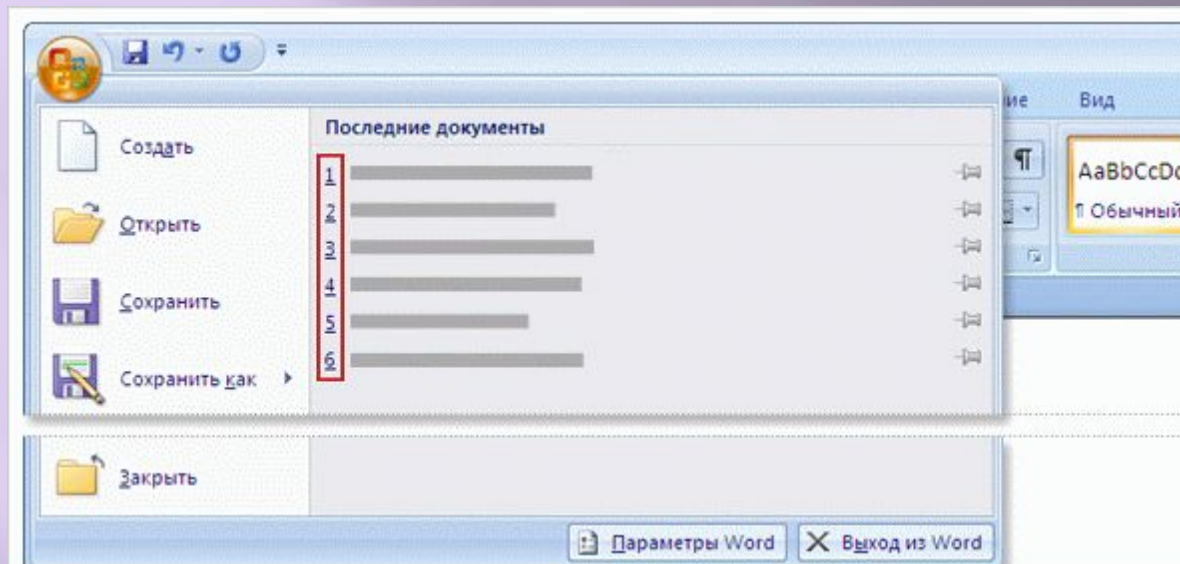 ие Вид
Создать
Открыть
Сохранить
Сохранить как
Закрыть
Последние документы
1
2
3
4
5
6
¶
AaBbCcDc
¶ Обычный
Параметры Word
Выход из Word